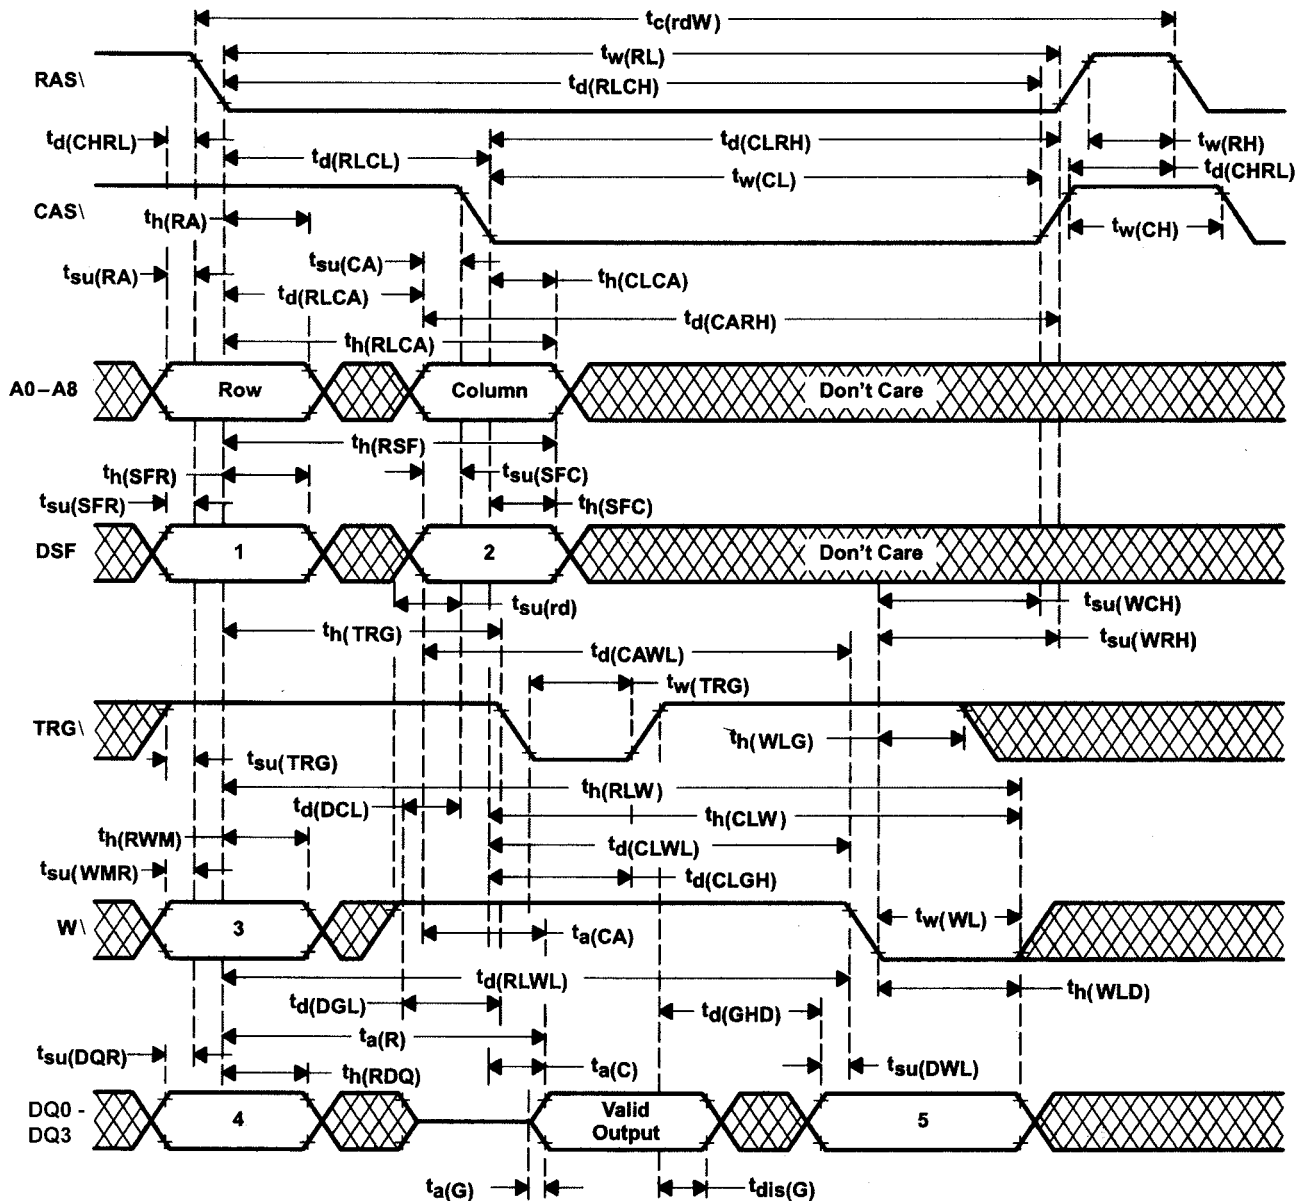 tc(rdW)
tw(RL)
RAS\
td(RLCH)
td(CHRL)
td(RLCL)
td(CLRH)
tw(RH)
td(CHRL)
tw(CL)
CAS\
th(RA)
tw(CH)
tsu(RA)
tsu(CA)
th(CLCA)
td(RLCA)
td(CARH)
th(RLCA)
A0–A8
Row
Column
Don't Care
th(RSF)
th(SFR)
tsu(SFC)
tsu(SFR)
th(SFC)
DSF
1
2
Don't Care
tsu(rd)
tsu(WCH)
th(TRG)
tsu(WRH)
td(CAWL)
tw(TRG)
TRG\
th(WLG)
tsu(TRG)
th(RLW)
td(DCL)
th(CLW)
th(RWM)
td(CLWL)
tsu(WMR)
td(CLGH)
W\
3
tw(WL)
ta(CA)
td(RLWL)
td(DGL)
th(WLD)
td(GHD)
ta(R)
tsu(DQR)
ta(C)
tsu(DWL)
th(RDQ)
DQ0 -
DQ3
4
Valid
Output
5
ta(G)
tdis(G)